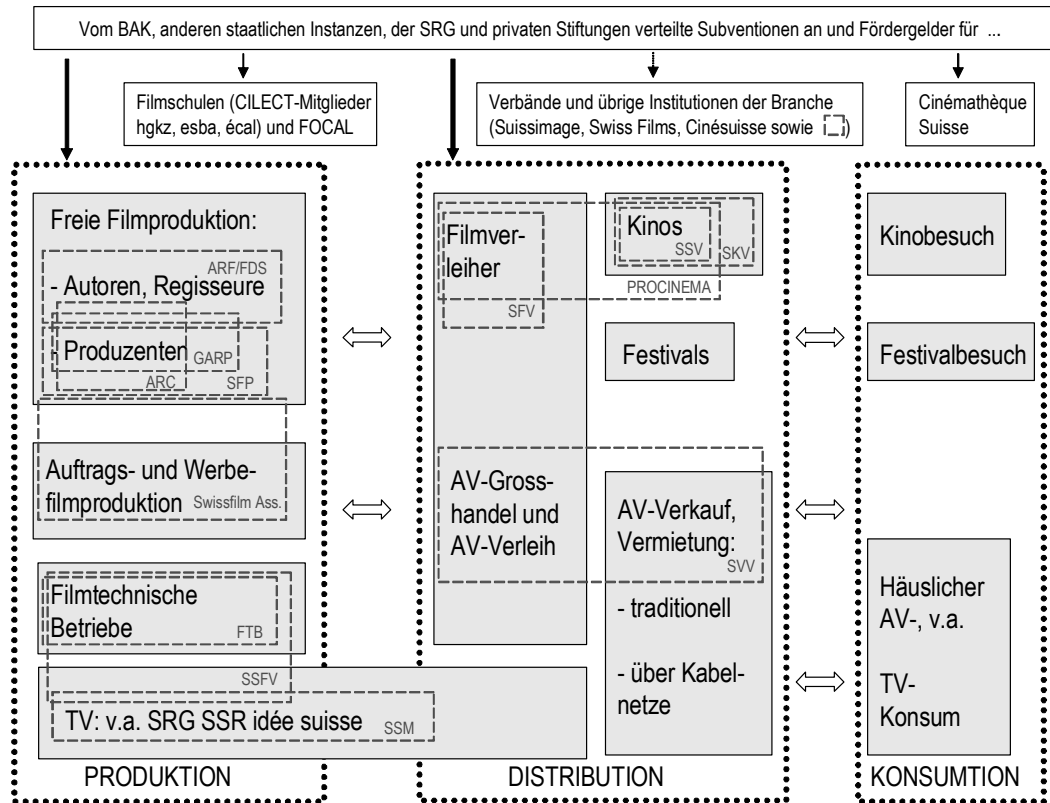 Vom BAK, anderen staatlichen Instanzen, der SRG und privaten Stiftungen verteilte Subventionen an und Fördergelder für ...
Filmschulen (CILECT-Mitglieder
hgkz, esba, écal) und FOCAL
Verbände und übrige Institutionen der Branche
(Suissimage, Swiss Films, Cinésuisse sowie )
Cinémathèque
Suisse
Freie Filmproduktion:
ARF/FDS
- Autoren, Regisseure
- Produzenten
GARP
ARC
SFP
Auftrags- und Werbe-
filmproduktion
Swissfilm Ass.
Filmtechnische
Betriebe
FTB
SSFV
TV: v.a. SRG SSR idée suisse
SSM
PRODUKTION
Filmver-
leiher
SFV
Kinos
SSV
SKV
PROCINEMA
Festivals
AV-Gross-
handel und
AV-Verleih
AV-Verkauf,
Vermietung:
SVV
- traditionell
- über Kabel-
netze
DISTRIBUTION
Kinobesuch
Festivalbesuch
Häuslicher
AV-, v.a.
TV-
Konsum
KONSUMTION